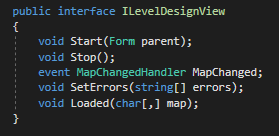 public interface ILevelDesignView
{
    void Start(Form parent);
    void Stop();
    event MapChangedHandler MapChanged;
    void SetErrors(string[] errors);
    void Loaded(char[,] map);
}